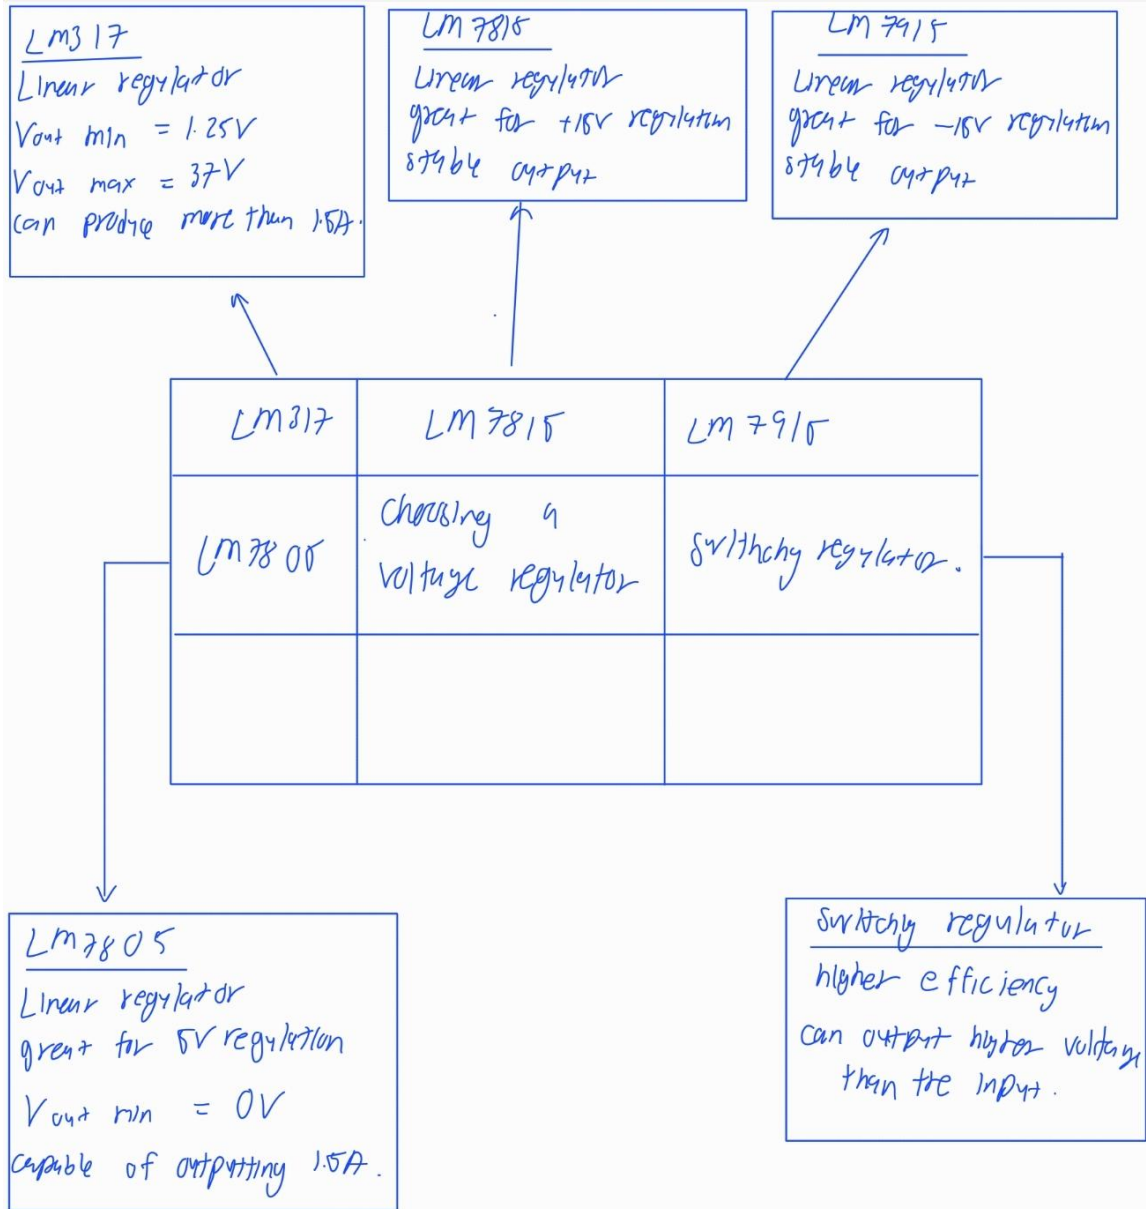 LM317
Linear regulator
Vout min = 1.25V
Vout max = 37V
can produce more than 1.5A.
LM7815
Linear regulator
great for +15V regulation
stable output
LM7915
Linear regulator
great for -15V regulation
stable output
LM317
LM7815
LM7915
LM7805
Choosing a
voltage regulator
Swithchg regulator.
LM7805
Linear regulator
great for 5V regulation
Vout min = 0V
capable of outputting 1.5A.
Switchg regulator
higher efficiency
can output higher voltage
than the input.